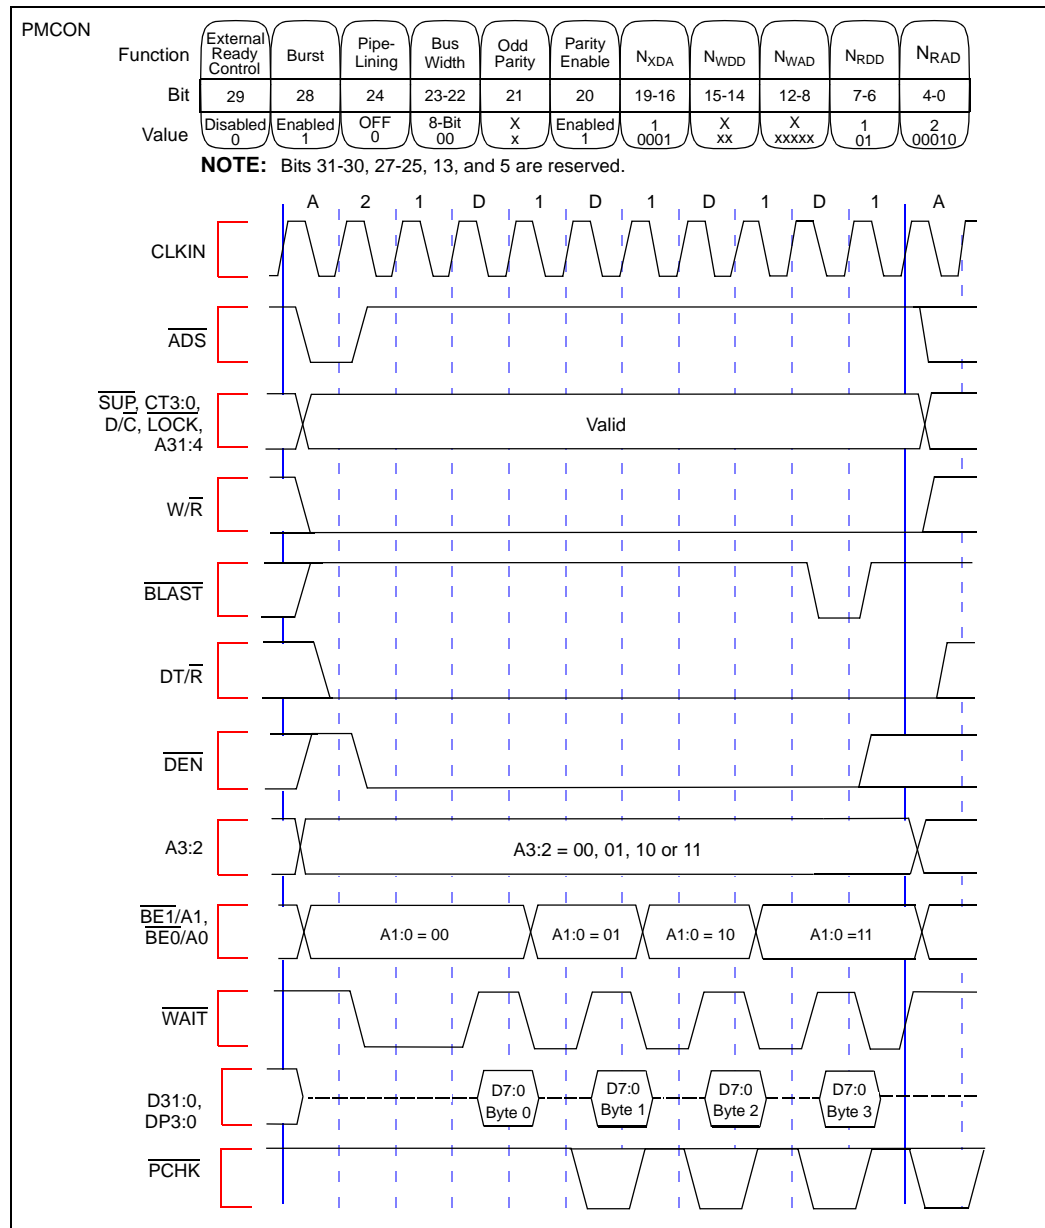 PMCON
Function
External Ready Control
Burst
Pipe-Lining
Bus Width
Odd Parity
Parity Enable
NXDA
NWDD
NWAD
NRDD
NRAD
Bit
29
28
24
23-22
21
20
19-16
15-14
12-8
7-6
4-0
Value
Disabled 0
Enabled 1
OFF 0
8-Bit 00
X x
Enabled 1
1 0001
X xx
X xxxxx
1 01
2 00010
NOTE: Bits 31-30, 27-25, 13, and 5 are reserved.
A 2 1 D 1 D 1 D 1 D 1 A
CLKIN
ADS
SUP, CT3:0,
D/C, LOCK,
A31:4
Valid
W/R
BLAST
DT/R
DEN
A3:2
A3:2 = 00, 01, 10 or 11
BE1/A1,
BE0/A0
A1:0 = 00
A1:0 = 01
A1:0 = 10
A1:0 =11
WAIT
D31:0,
DP3:0
D7:0
Byte 0
D7:0
Byte 1
D7:0
Byte 2
D7:0
Byte 3
PCHK